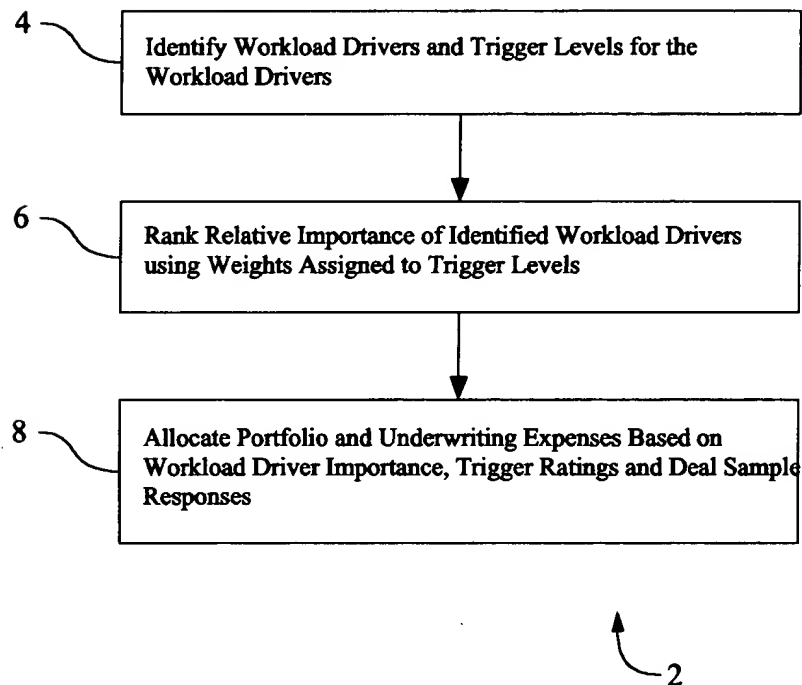 4
Identify Workload Drivers and Trigger Levels for the
Workload Drivers
6
Rank Relative Importance of Identified Workload Drivers
using Weights Assigned to Trigger Levels
8
Allocate Portfolio and Underwriting Expenses Based on
Workload Driver Importance, Trigger Ratings and Deal Sample
Responses
2